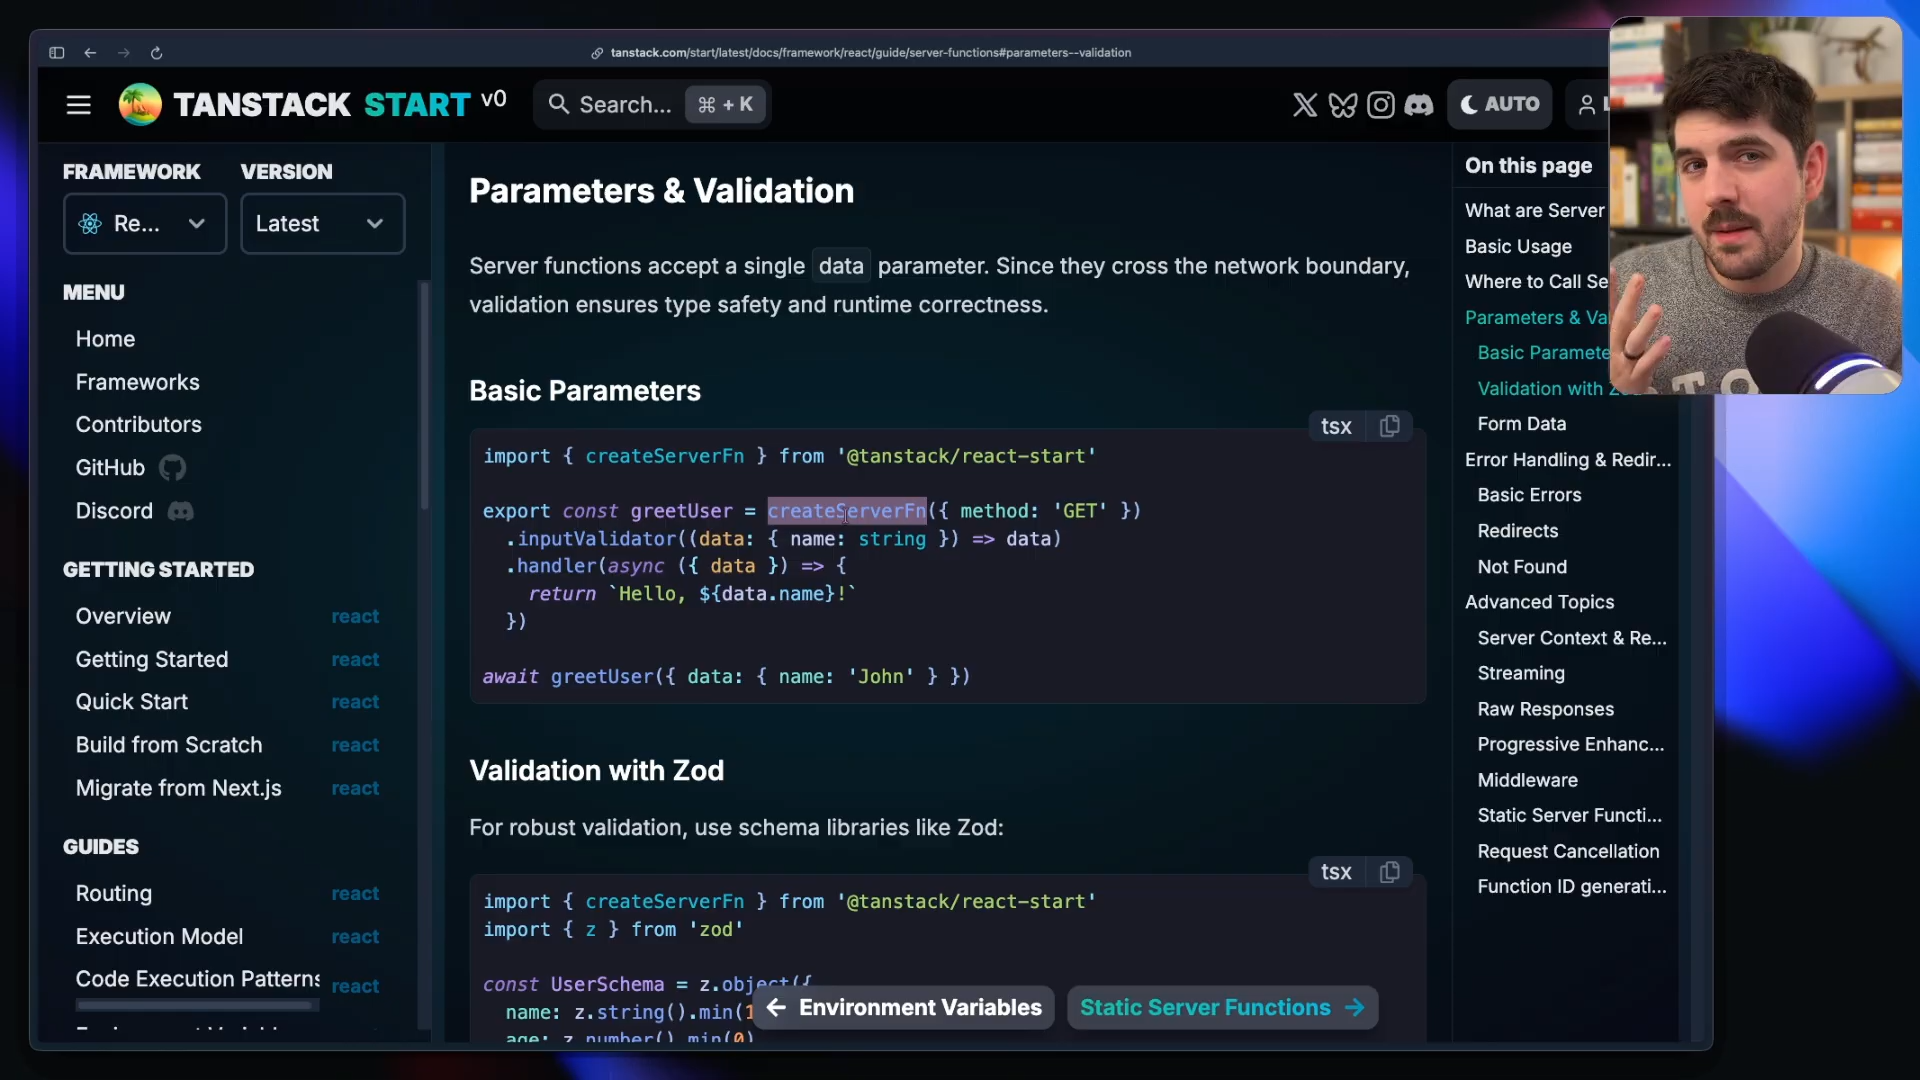 tanstack.com/start/latest/docs/framework/react/guide/server-functions#parameters--validation
TANSTACK START v0
Search... ⌘ + K
AUTO
L
FRAMEWORK
VERSION
Re...
Latest
MENU
Home
Frameworks
Contributors
GitHub
Discord
GETTING STARTED
Overview react
Getting Started react
Quick Start react
Build from Scratch react
Migrate from Next.js react
GUIDES
Routing react
Execution Model react
Code Execution Patterns react
Parameters & Validation
Server functions accept a single data parameter. Since they cross the network boundary,
validation ensures type safety and runtime correctness.
Basic Parameters
tsx
import { createServerFn } from '@tanstack/react-start'
export const greetUser = createServerFn({ method: 'GET' })
.inputValidator((data: { name: string }) => data)
.handler(async ({ data }) => {
return `Hello, ${data.name}!`
})
await greetUser({ data: { name: 'John' } })
Validation with Zod
For robust validation, use schema libraries like Zod:
tsx
import { createServerFn } from '@tanstack/react-start'
import { z } from 'zod'
const UserSchema = z.object({
name: z.string().min(1
age: z.number().min(0)
← Environment Variables
Static Server Functions →
On this page
What are Server
Basic Usage
Where to Call Se
Parameters & Va
Basic Paramete
Validation with
Form Data
Error Handling & Redir...
Basic Errors
Redirects
Not Found
Advanced Topics
Server Context & Re...
Streaming
Raw Responses
Progressive Enhanc...
Middleware
Static Server Functi...
Request Cancellation
Function ID generati...